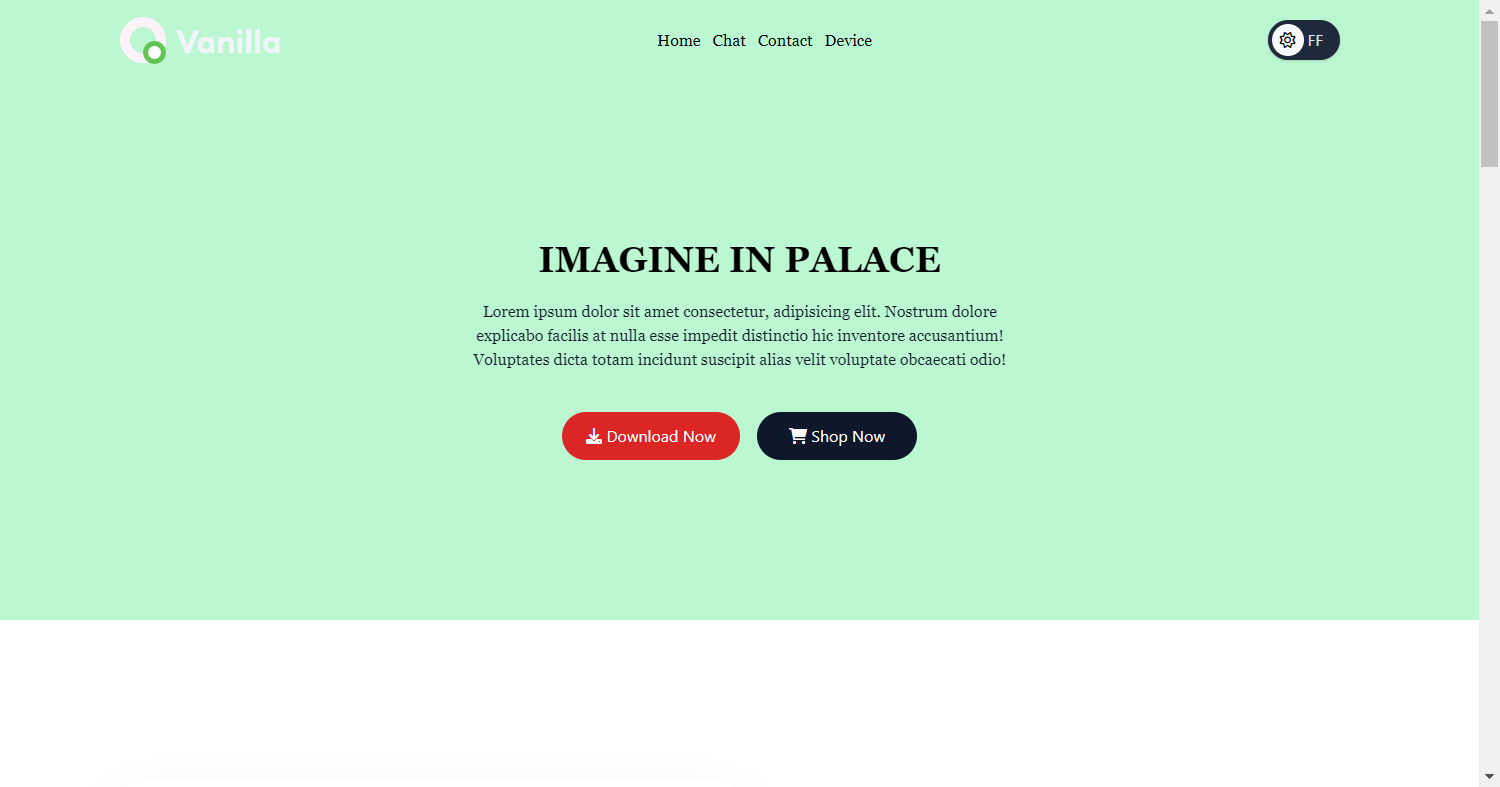 Vanilla
Home Chat Contact Device
FF
IMAGINE IN PALACE
Lorem ipsum dolor sit amet consectetur, adipisicing elit. Nostrum dolore
explicabo facilis at nulla esse impedit distinctio hic inventore accusantium!
Voluptates dicta totam incidunt suscipit alias velit voluptate obcaecati odio!
Download Now
Shop Now